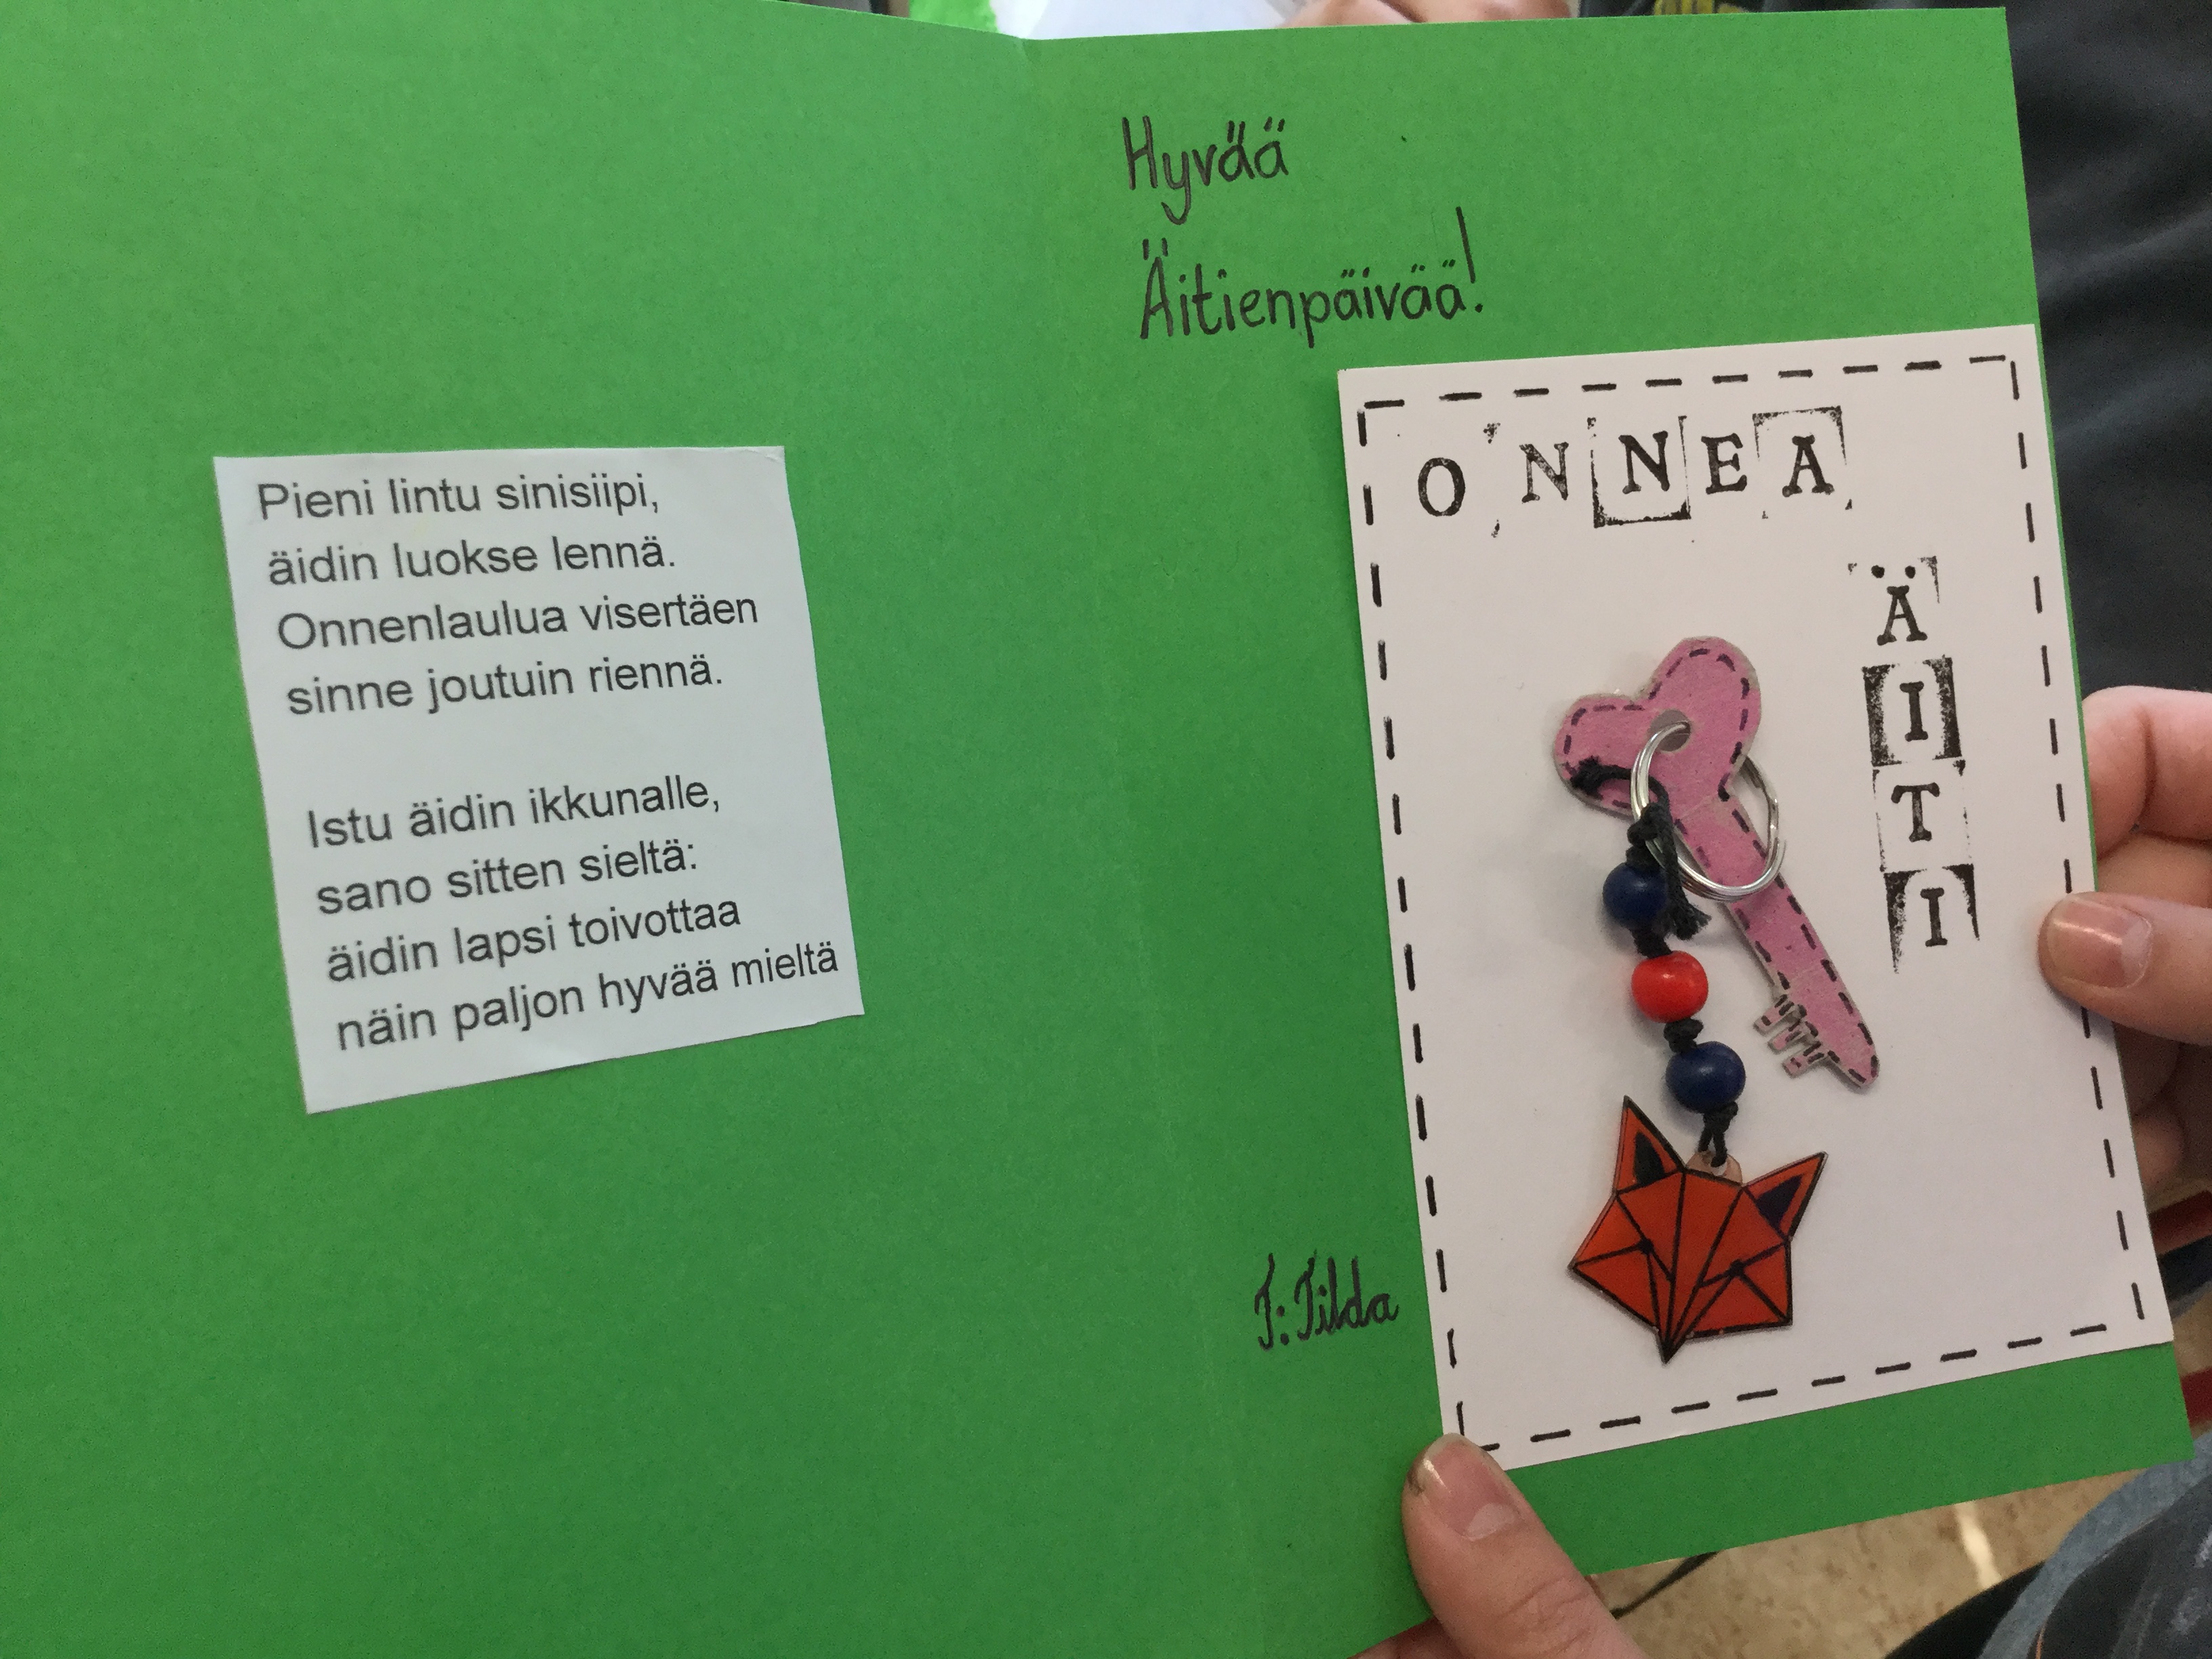 Pieni lintu sinisiipi,
äidin luokse lennä.
Onnenlaulua visertäen
sinne joutuin riennä.
Istu äidin ikkunalle,
sano sitten sieltä:
äidin lapsi toivottaa
näin paljon hyvää mieltä
Hyvää
Äitienpäivää!
ONNEA
ÄITI
T: Tilda